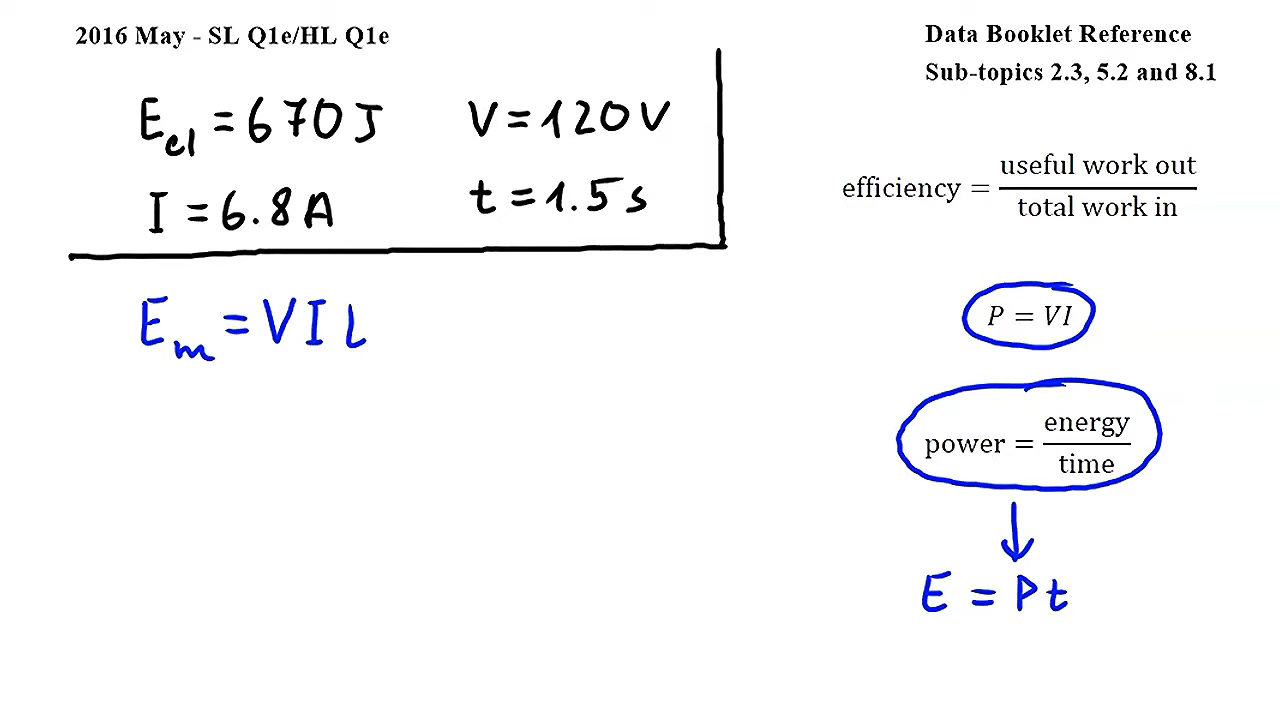 2016 May - SL Q1e/HL Q1e
E_el = 670 J V = 120 V
I = 6.8 A t = 1.5 s
E_m = V I
Data Booklet Reference
Sub-topics 2.3, 5.2 and 8.1
efficiency = useful work out / total work in
P = VI
power = energy / time
↓
E = Pt